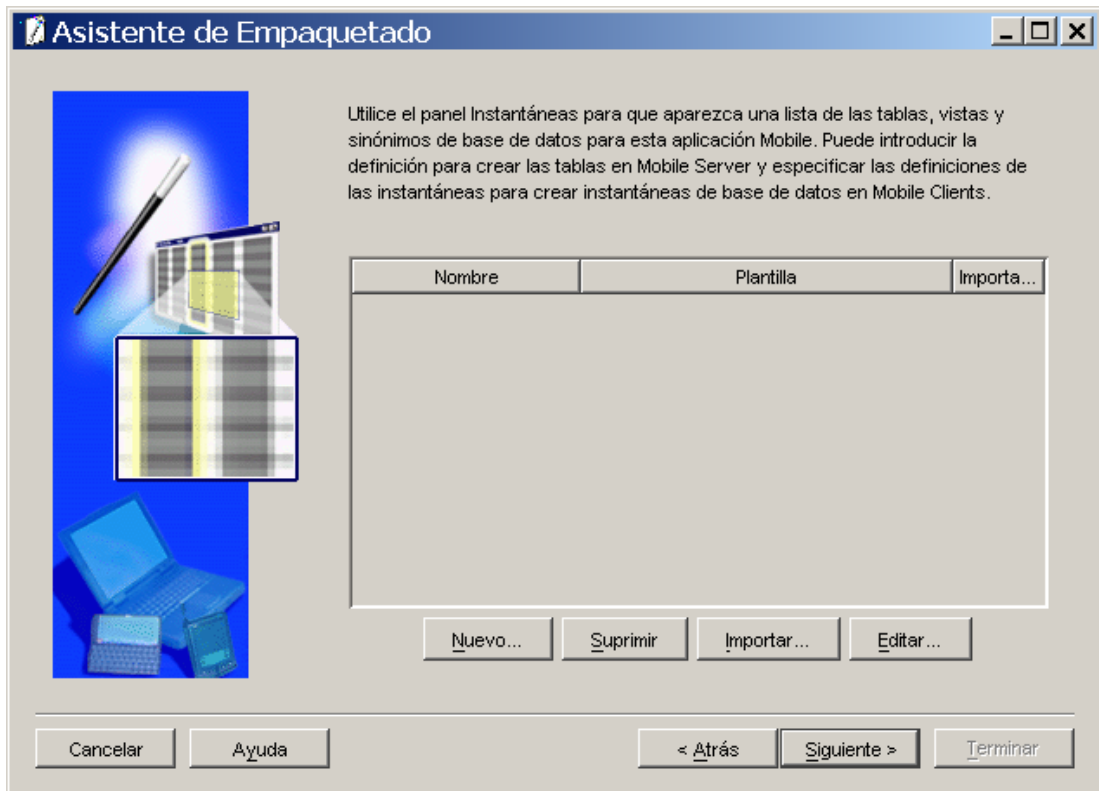 Asistente de Empaquetado
Utilice el panel Instantáneas para que aparezca una lista de las tablas, vistas y
sinónimos de base de datos para esta aplicación Mobile. Puede introducir la
definición para crear las tablas en Mobile Server y especificar las definiciones de
las instantáneas para crear instantáneas de base de datos en Mobile Clients.
Nombre Plantilla Importa...
Nuevo... Suprimir Importar... Editar...
Cancelar Ayuda < Atrás Siguiente > Terminar